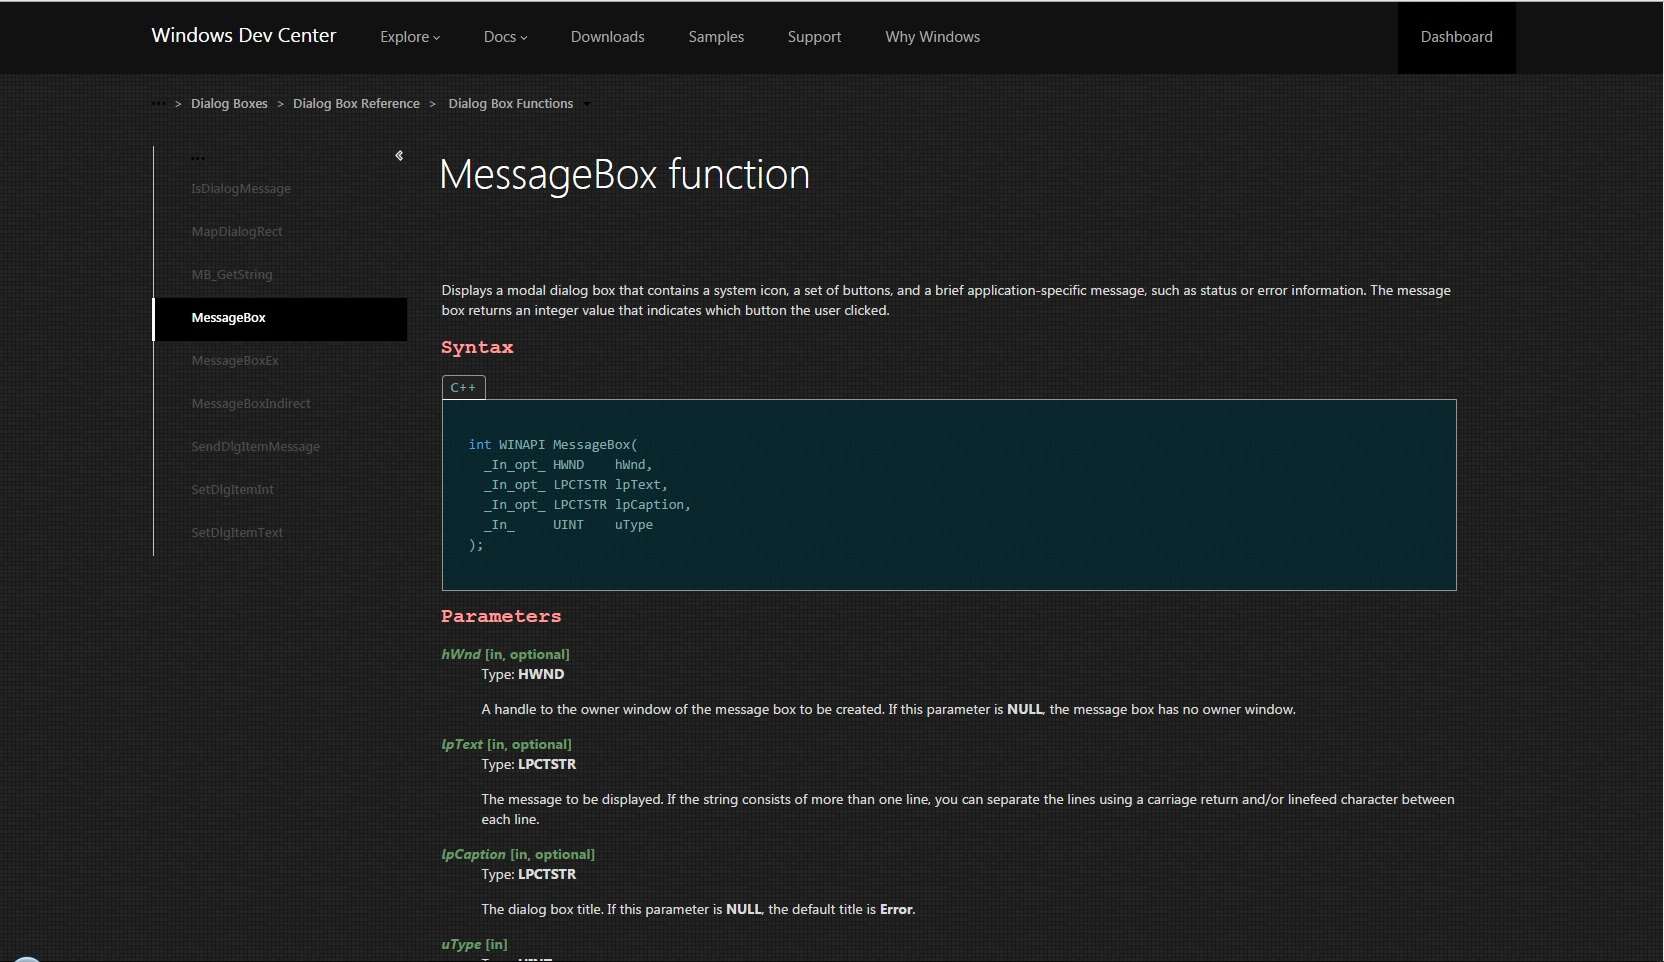 Windows Dev Center Explore Docs Downloads Samples Support Why Windows Dashboard
... > Dialog Boxes > Dialog Box Reference > Dialog Box Functions
...
IsDialogMessage
MapDialogRect
MB_GetString
MessageBox
MessageBoxEx
MessageBoxIndirect
SendDlgItemMessage
SetDlgItemInt
SetDlgItemText
MessageBox function
Displays a modal dialog box that contains a system icon, a set of buttons, and a brief application-specific message, such as status or error information. The message
box returns an integer value that indicates which button the user clicked.
Syntax
C++
int WINAPI MessageBox(
  _In_opt_ HWND    hWnd,
  _In_opt_ LPCTSTR lpText,
  _In_opt_ LPCTSTR lpCaption,
  _In_     UINT    uType
);
Parameters
hWnd [in, optional]
Type: HWND
A handle to the owner window of the message box to be created. If this parameter is NULL, the message box has no owner window.
lpText [in, optional]
Type: LPCTSTR
The message to be displayed. If the string consists of more than one line, you can separate the lines using a carriage return and/or linefeed character between
each line.
lpCaption [in, optional]
Type: LPCTSTR
The dialog box title. If this parameter is NULL, the default title is Error.
uType [in]